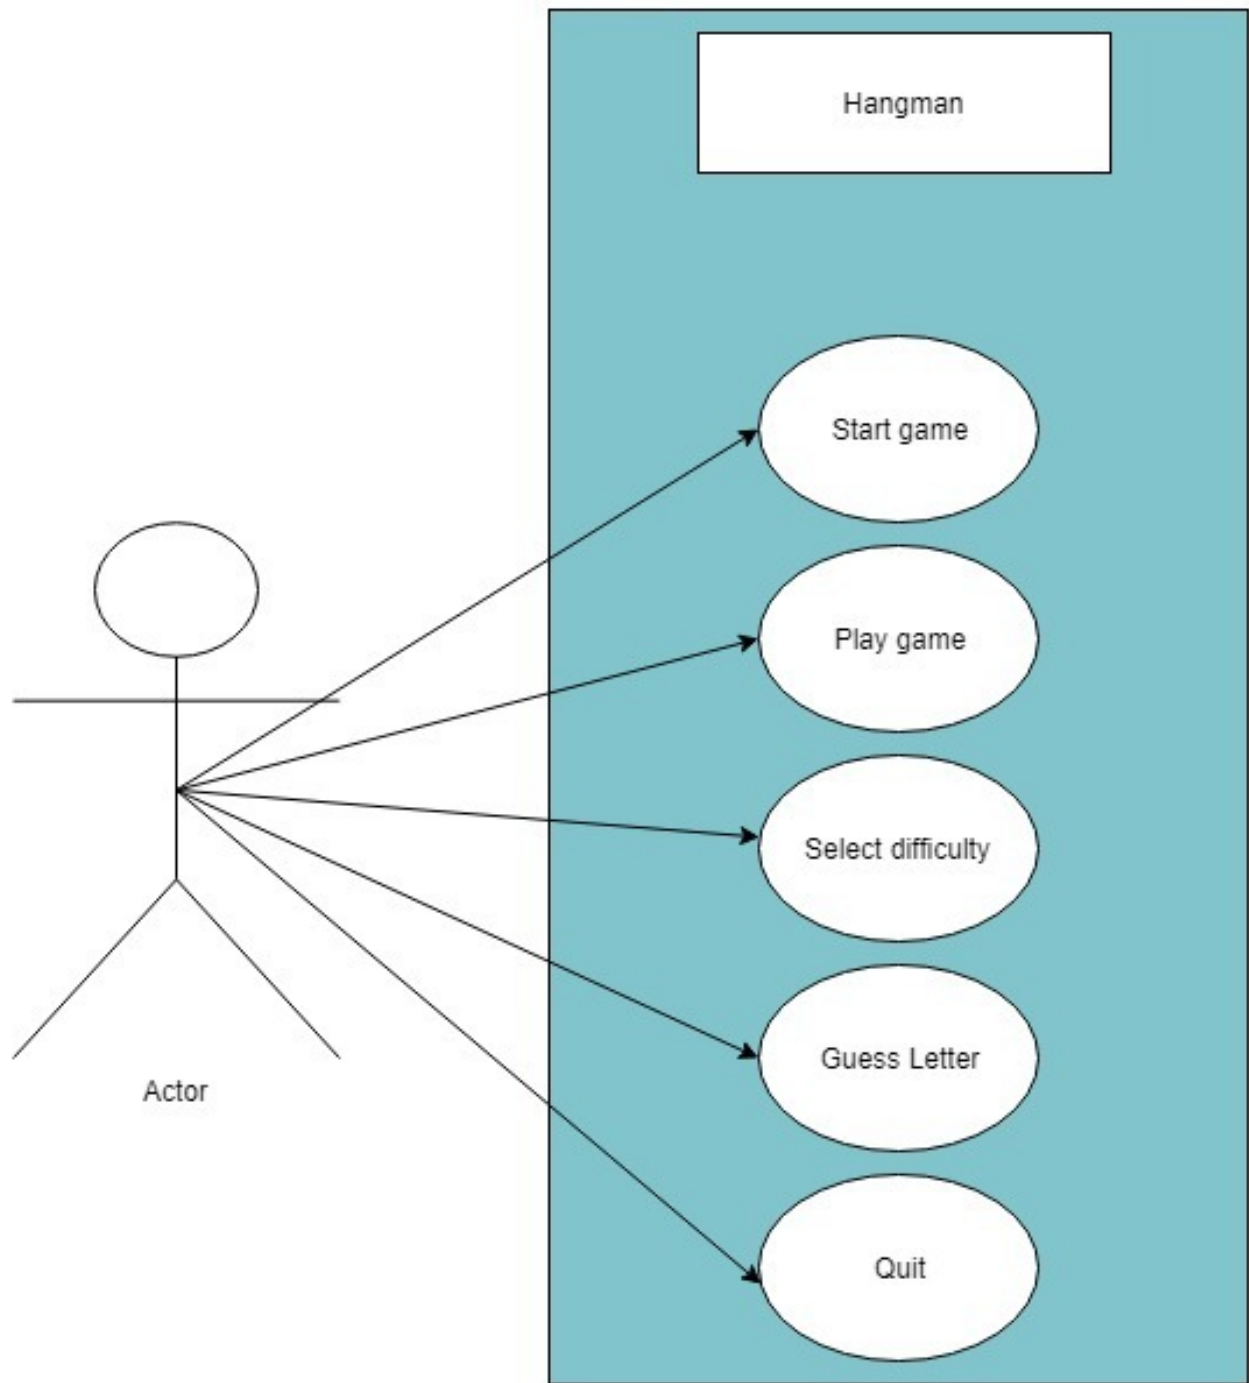 Hangman
Start game
Play game
Select difficulty
Guess Letter
Actor
Quit